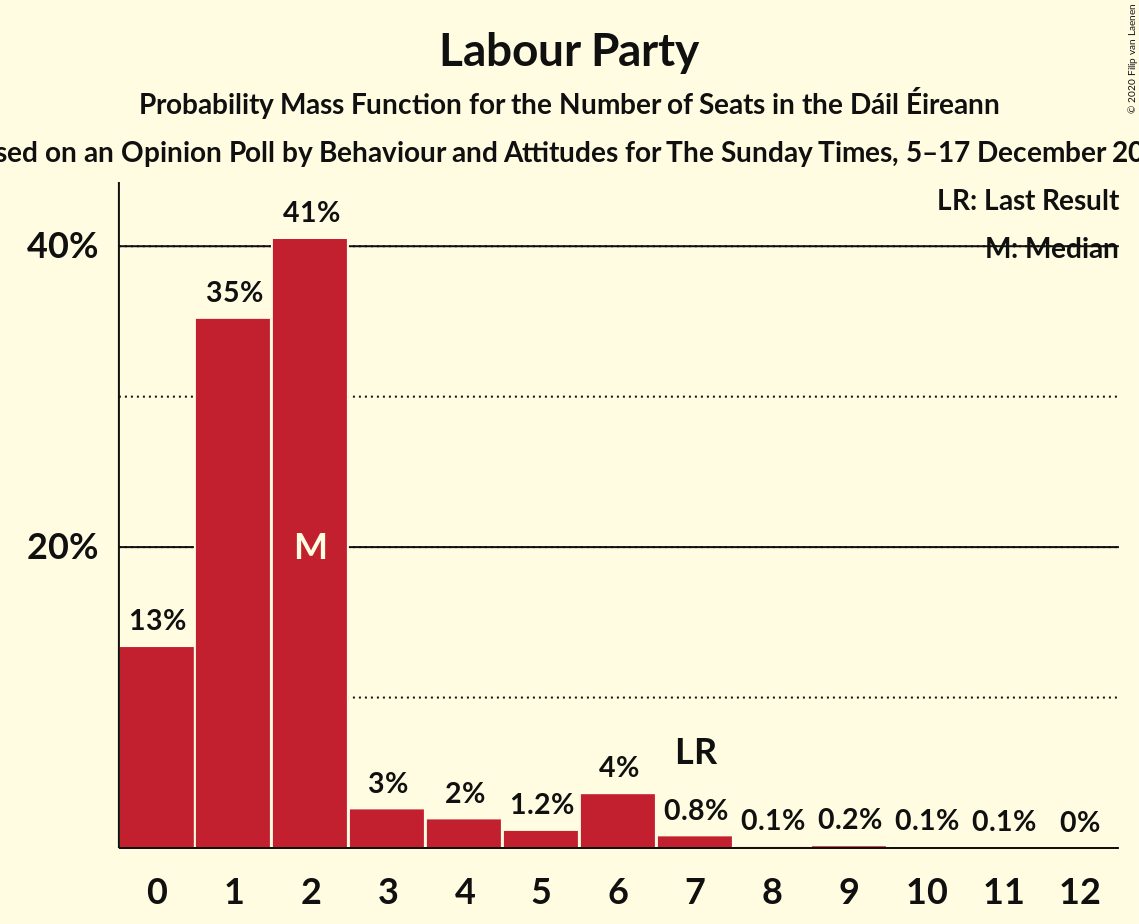 Labour Party
Probability Mass Function for the Number of Seats in the Dáil Éireann
on an Opinion Poll by Behaviour and Attitudes for The Sunday Times, 5–17 December
© 2020 Filip van Laenen
LR: Last Result
M: Median
40%
20%
13%
35%
41%
M
3%
2%
1.2%
4%
LR
0.8%
0.1%
0.2%
0.1%
0.1%
0%
0 1 2 3 4 5 6 7 8 9 10 11 12